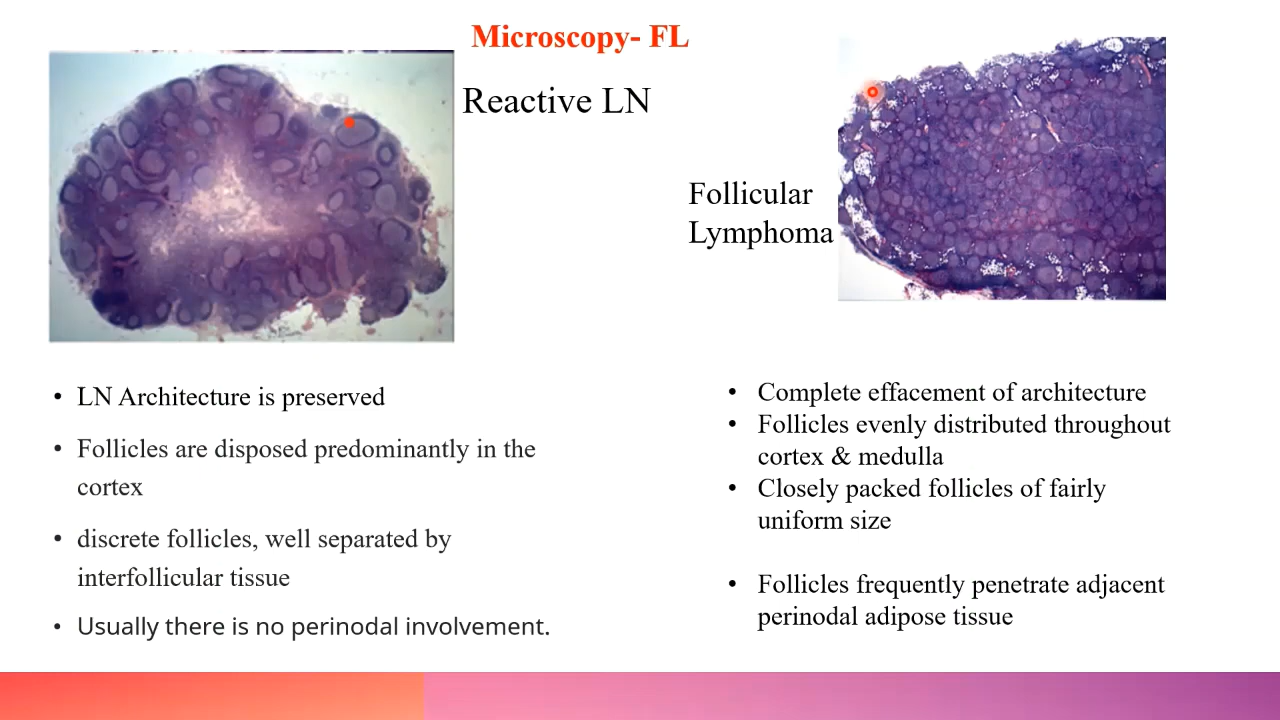 Microscopy- FL
Reactive LN
Follicular
Lymphoma
• LN Architecture is preserved
• Follicles are disposed predominantly in the
cortex
• discrete follicles, well separated by
interfollicular tissue
• Usually there is no perinodal involvement.
• Complete effacement of architecture
• Follicles evenly distributed throughout
cortex & medulla
• Closely packed follicles of fairly
uniform size
• Follicles frequently penetrate adjacent
perinodal adipose tissue